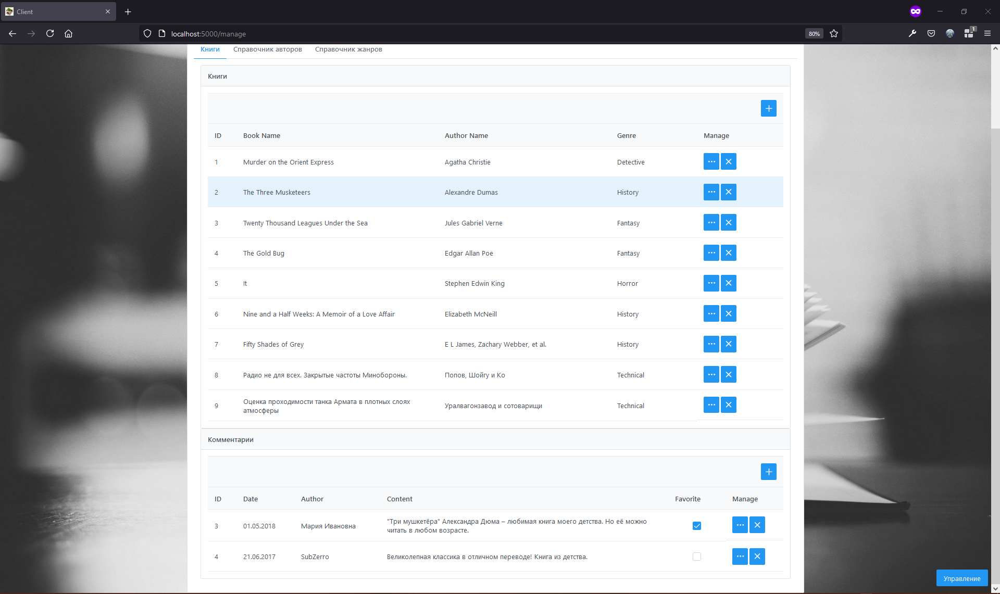 Client
localhost:5000/manage
80%
1
Книги Справочник авторов Справочник жанров
Книги
ID Book Name Author Name Genre Manage
1 Murder on the Orient Express Agatha Christie Detective
2 The Three Musketeers Alexandre Dumas History
3 Twenty Thousand Leagues Under the Sea Jules Gabriel Verne Fantasy
4 The Gold Bug Edgar Allan Poe Fantasy
5 It Stephen Edwin King Horror
6 Nine and a Half Weeks: A Memoir of a Love Affair Elizabeth McNeill History
7 Fifty Shades of Grey E L James, Zachary Webber, et al. History
8 Радио не для всех. Закрытые частоты Минобороны. Попов, Шойгу и Ко Technical
9 Оценка проходимости танка Армата в плотных слоях
атмосферы Уралвагонзавод и сотоварищи Technical
Комментарии
ID Date Author Content Favorite Manage
3 01.05.2018 Мария Ивановна "Три мушкетёра" Александра Дюма – любимая книга моего детства. Но её можно
читать в любом возрасте.
4 21.06.2017 SubZerro Великолепная классика в отличном переводе! Книга из детства.
Управление